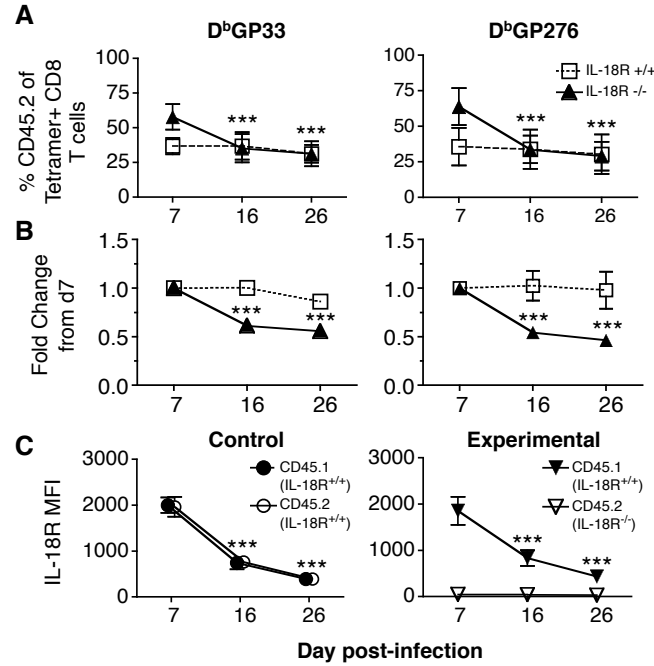 A
DᵇGP33
DᵇGP276
% CD45.2 of
Tetramer+ CD8
T cells
100
75
50
25
0
***
***
7
16
26
100
75
50
25
0
IL-18R +/+
IL-18R -/-
***
***
7
16
26
B
Fold Change
from d7
1.5
1.0
0.5
0.0
***
***
7
16
26
1.5
1.0
0.5
0.0
***
***
7
16
26
C
Control
Experimental
IL-18R MFI
3000
2000
1000
0
CD45.1
(IL-18R⁺/⁺)
CD45.2
(IL-18R⁺/⁺)
***
***
7
16
26
3000
2000
1000
0
CD45.1
(IL-18R⁺/⁺)
CD45.2
(IL-18R⁻/⁻)
***
***
7
16
26
Day post-infection